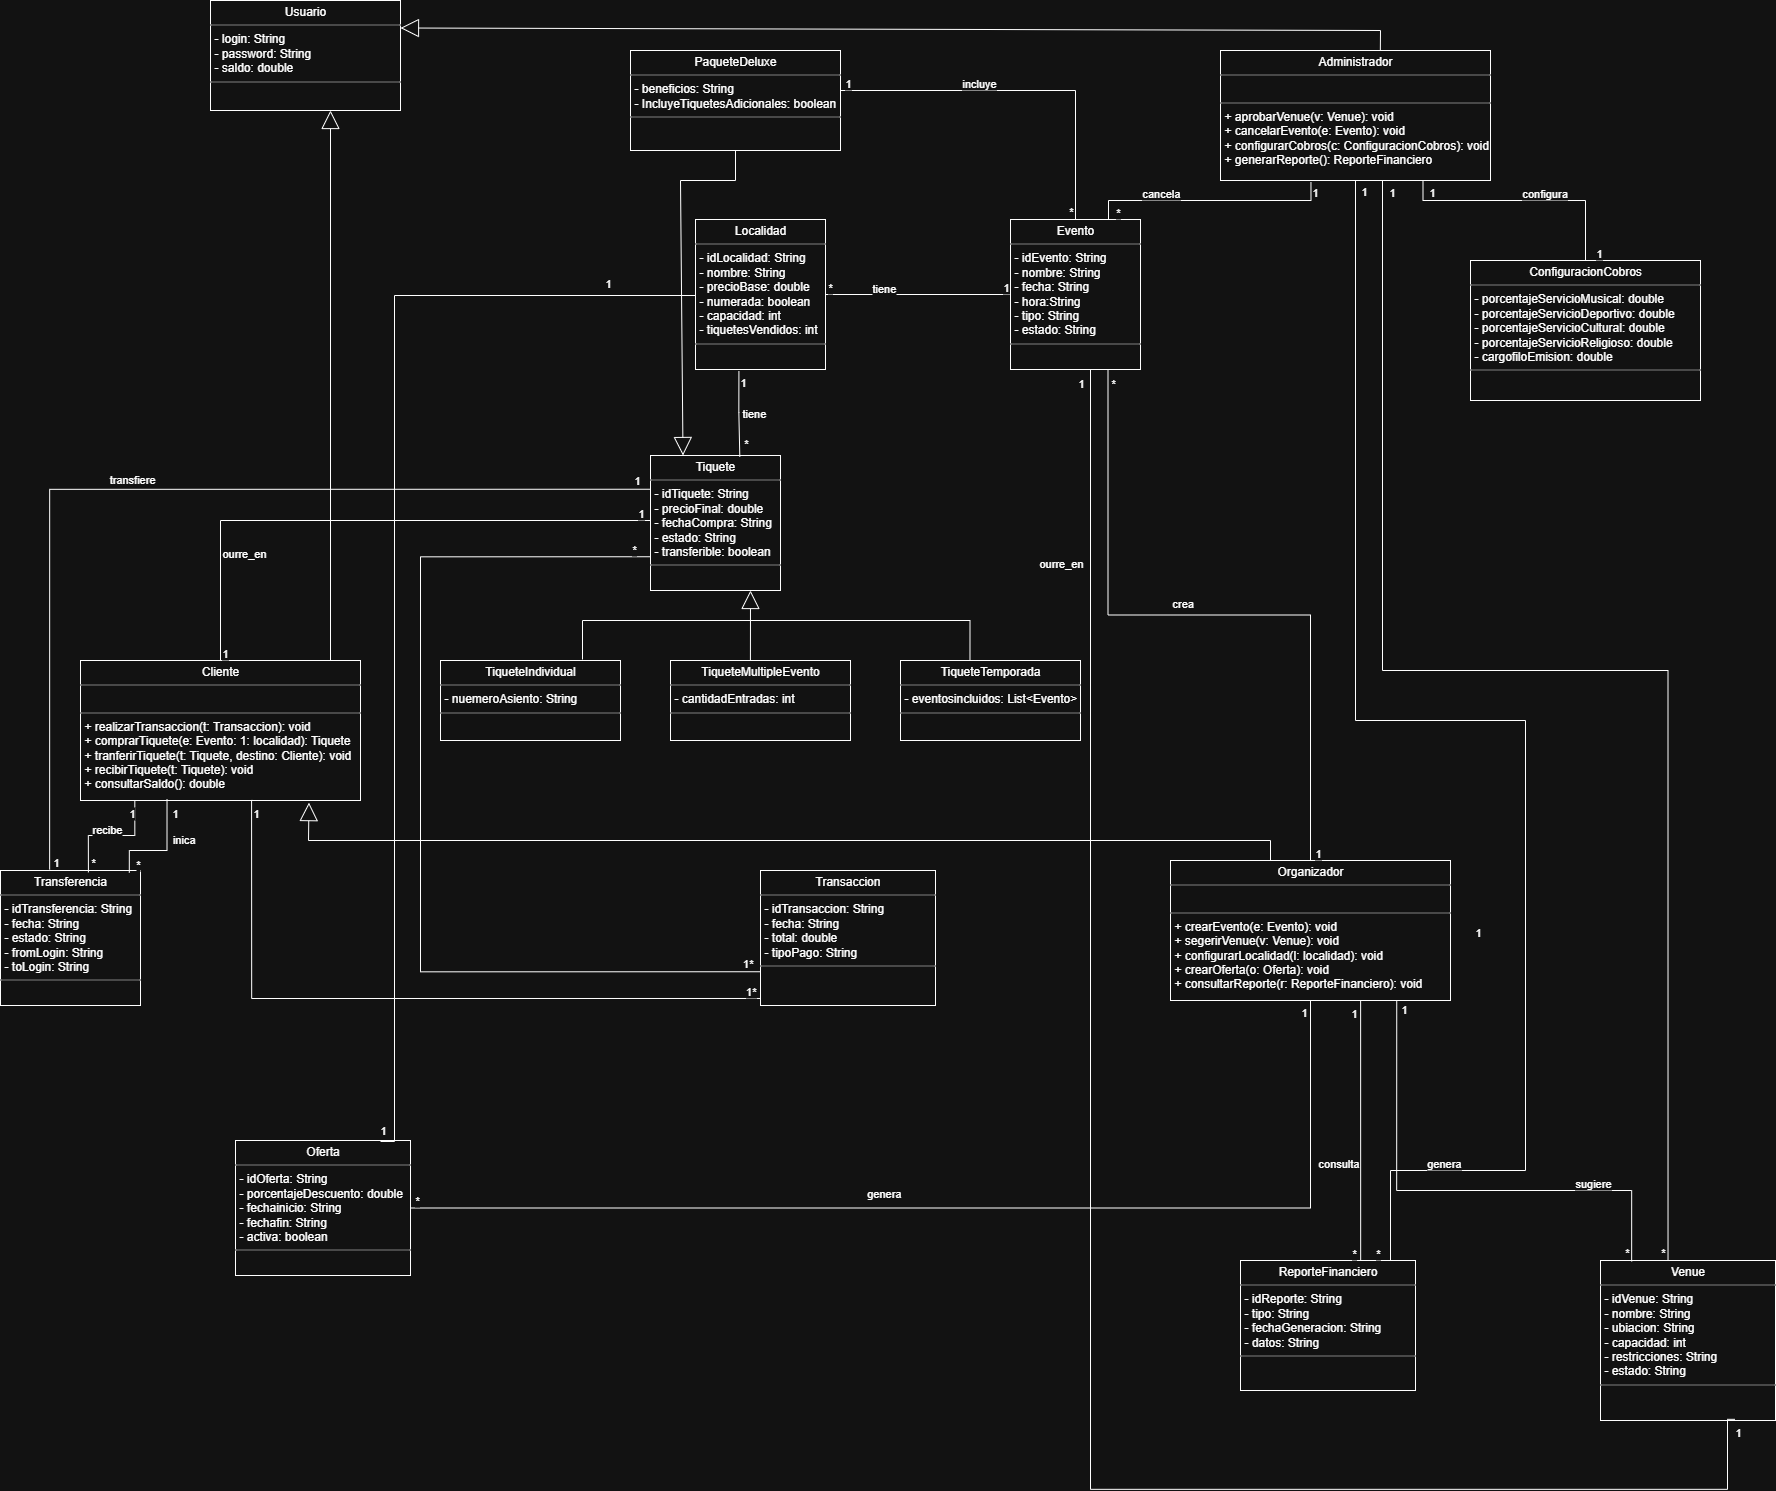 Usuario
- login: String
- password: String
- saldo: double
PaqueteDeluxe
- beneficios: String
- IncluyeTiquetesAdicionales: boolean
1
incluye
*
Administrador
+ aprobarVenue(v: Venue): void
+ cancelarEvento(e: Evento): void
+ configurarCobros(c: ConfiguracionCobros): void
+ generarReporte(): ReporteFinanciero
cancela
1
*
1
1
1
configura
1
Localidad
- idLocalidad: String
- nombre: String
- precioBase: double
- numerada: boolean
- capacidad: int
- tiquetesVendidos: int
1
*
tiene
1
Evento
- idEvento: String
- nombre: String
- fecha: String
- hora:String
- tipo: String
- estado: String
ConfiguracionCobros
- porcentajeServicioMusical: double
- porcentajeServicioDeportivo: double
- porcentajeServicioCultural: double
- porcentajeServicioReligioso: double
- cargofiloEmision: double
1
tiene
*
1
*
transfiere
1
1
*
Tiquete
- idTiquete: String
- precioFinal: double
- fechaCompra: String
- estado: String
- transferible: boolean
ourre_en
ourre_en
crea
1
Cliente
+ realizarTransaccion(t: Transaccion): void
+ comprarTiquete(e: Evento: 1: localidad): Tiquete
+ tranferirTiquete(t: Tiquete, destino: Cliente): void
+ recibirTiquete(t: Tiquete): void
+ consultarSaldo(): double
TiqueteIndividual
- nuemeroAsiento: String
TiqueteMultipleEvento
- cantidadEntradas: int
TiqueteTemporada
- eventosincluidos: List<Evento>
1
1
1
recibe
inica
1
*
*
Transferencia
- idTransferencia: String
- fecha: String
- estado: String
- fromLogin: String
- toLogin: String
Transaccion
- idTransaccion: String
- fecha: String
- total: double
- tipoPago: String
1*
1*
1
Organizador
+ crearEvento(e: Evento): void
+ segerirVenue(v: Venue): void
+ configurarLocalidad(l: localidad): void
+ crearOferta(o: Oferta): void
+ consultarReporte(r: ReporteFinanciero): void
1
1
1
1
1
Oferta
- idOferta: String
- porcentajeDescuento: double
- fechainicio: String
- fechafin: String
- activa: boolean
*
genera
consulta
genera
sugiere
*
*
*
*
ReporteFinanciero
- idReporte: String
- tipo: String
- fechaGeneracion: String
- datos: String
Venue
- idVenue: String
- nombre: String
- ubiacion: String
- capacidad: int
- restricciones: String
- estado: String
1